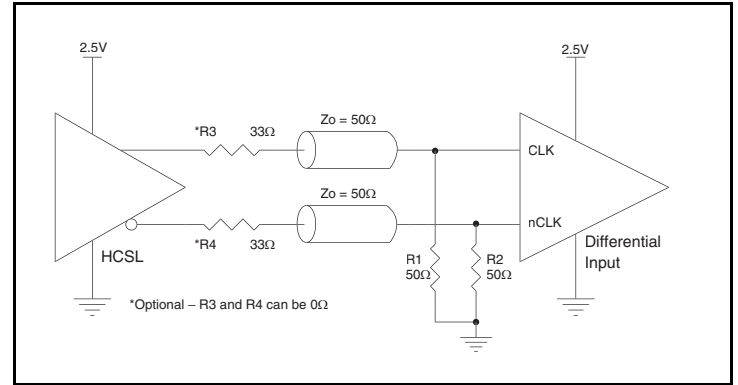 2.5V
2.5V
*R3 33Ω
Zo = 50Ω
CLK
Zo = 50Ω
*R4 33Ω
nCLK
HCSL
R1
50Ω
R2
50Ω
Differential
Input
*Optional – R3 and R4 can be 0Ω